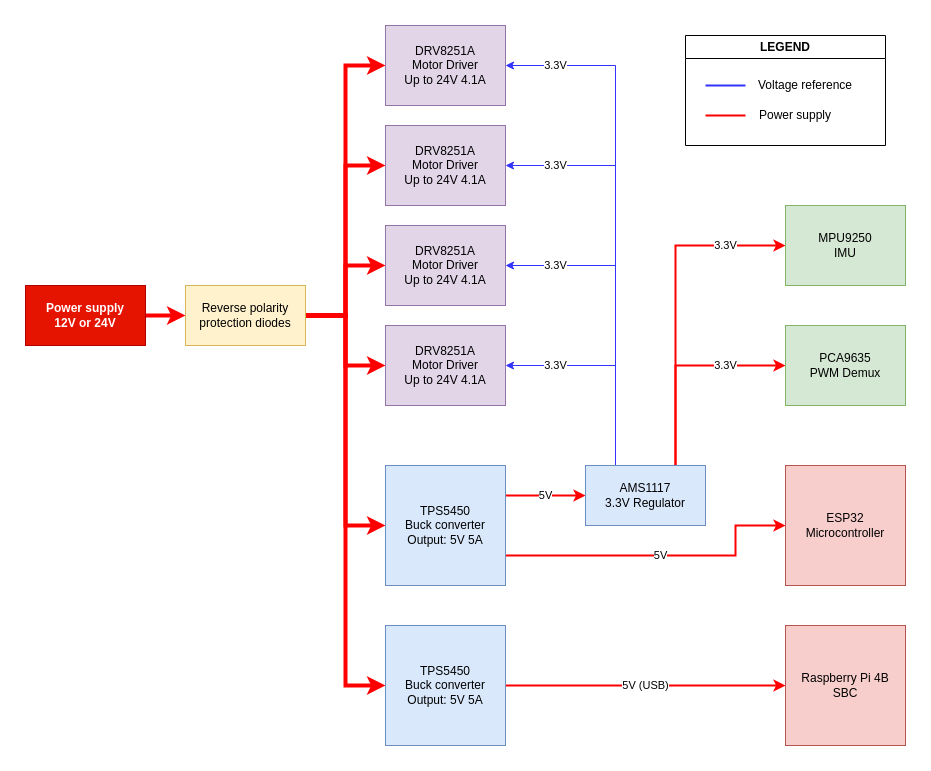 DRV8251A
Motor Driver
Up to 24V 4.1A
3.3V
LEGEND
Voltage reference
Power supply
DRV8251A
Motor Driver
Up to 24V 4.1A
3.3V
DRV8251A
Motor Driver
Up to 24V 4.1A
3.3V
3.3V
MPU9250
IMU
Power supply
12V or 24V
Reverse polarity
protection diodes
DRV8251A
Motor Driver
Up to 24V 4.1A
3.3V
3.3V
PCA9635
PWM Demux
TPS5450
Buck converter
Output: 5V 5A
5V
AMS1117
3.3V Regulator
5V
ESP32
Microcontroller
TPS5450
Buck converter
Output: 5V 5A
5V (USB)
Raspberry Pi 4B
SBC